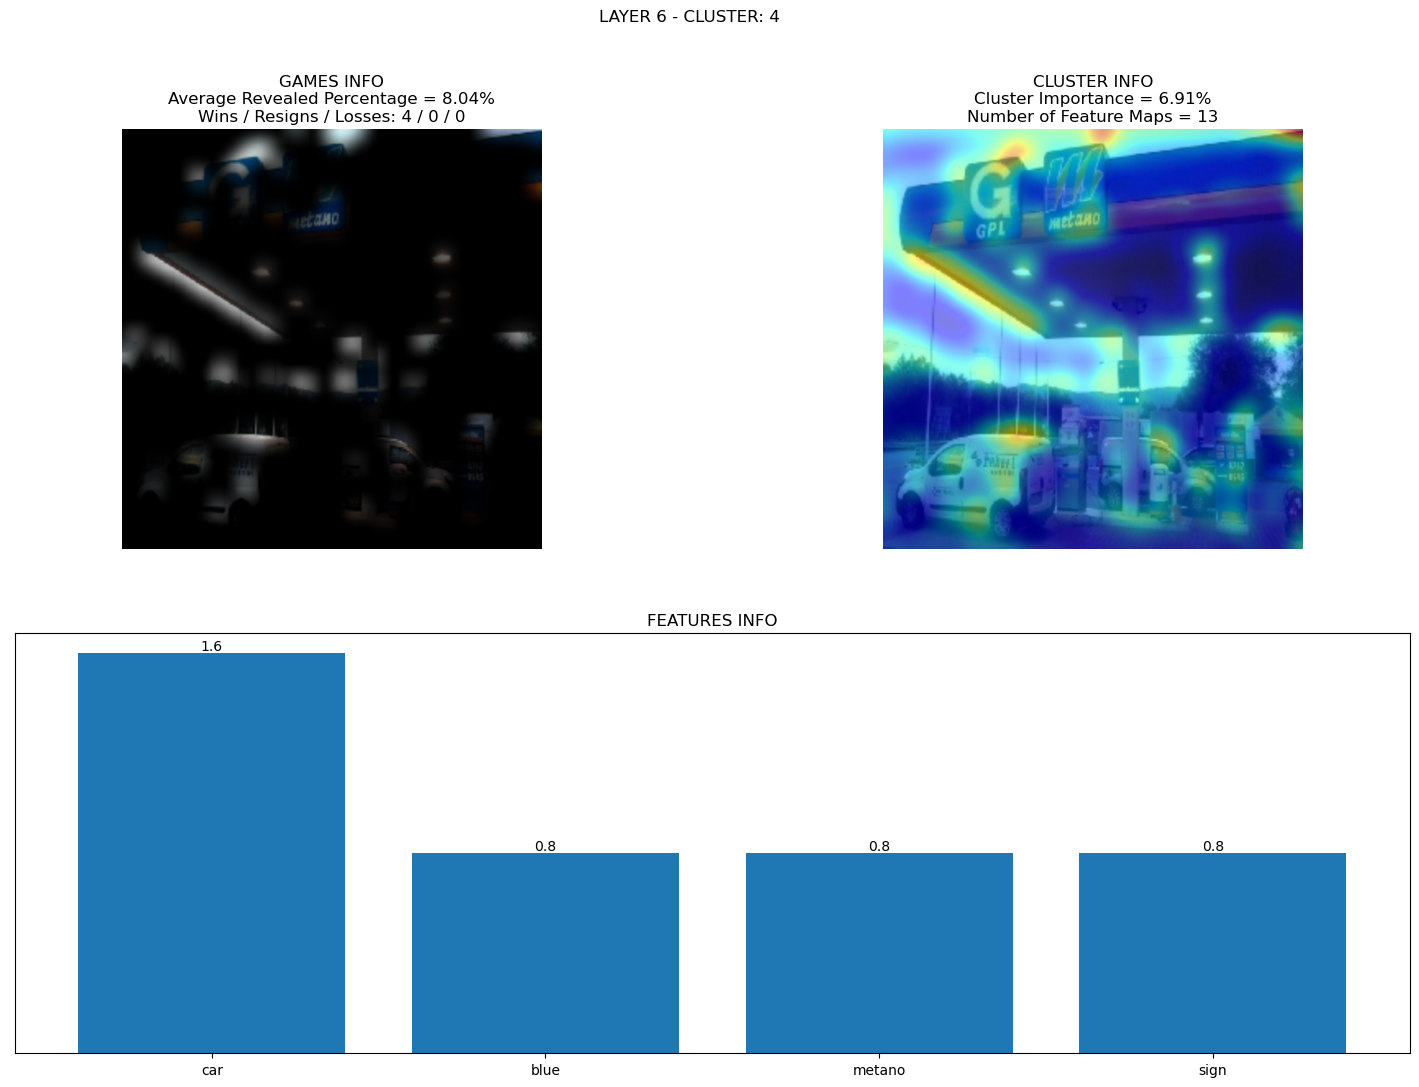 LAYER 6 - CLUSTER: 4
GAMES INFO
Average Revealed Percentage = 8.04%
Wins / Resigns / Losses: 4 / 0 / 0
G
metano
CLUSTER INFO
Cluster Importance = 6.91%
Number of Feature Maps = 13
G
GPL
metano
FEATURES INFO
1.6
0.8
0.8
0.8
car
blue
metano
sign